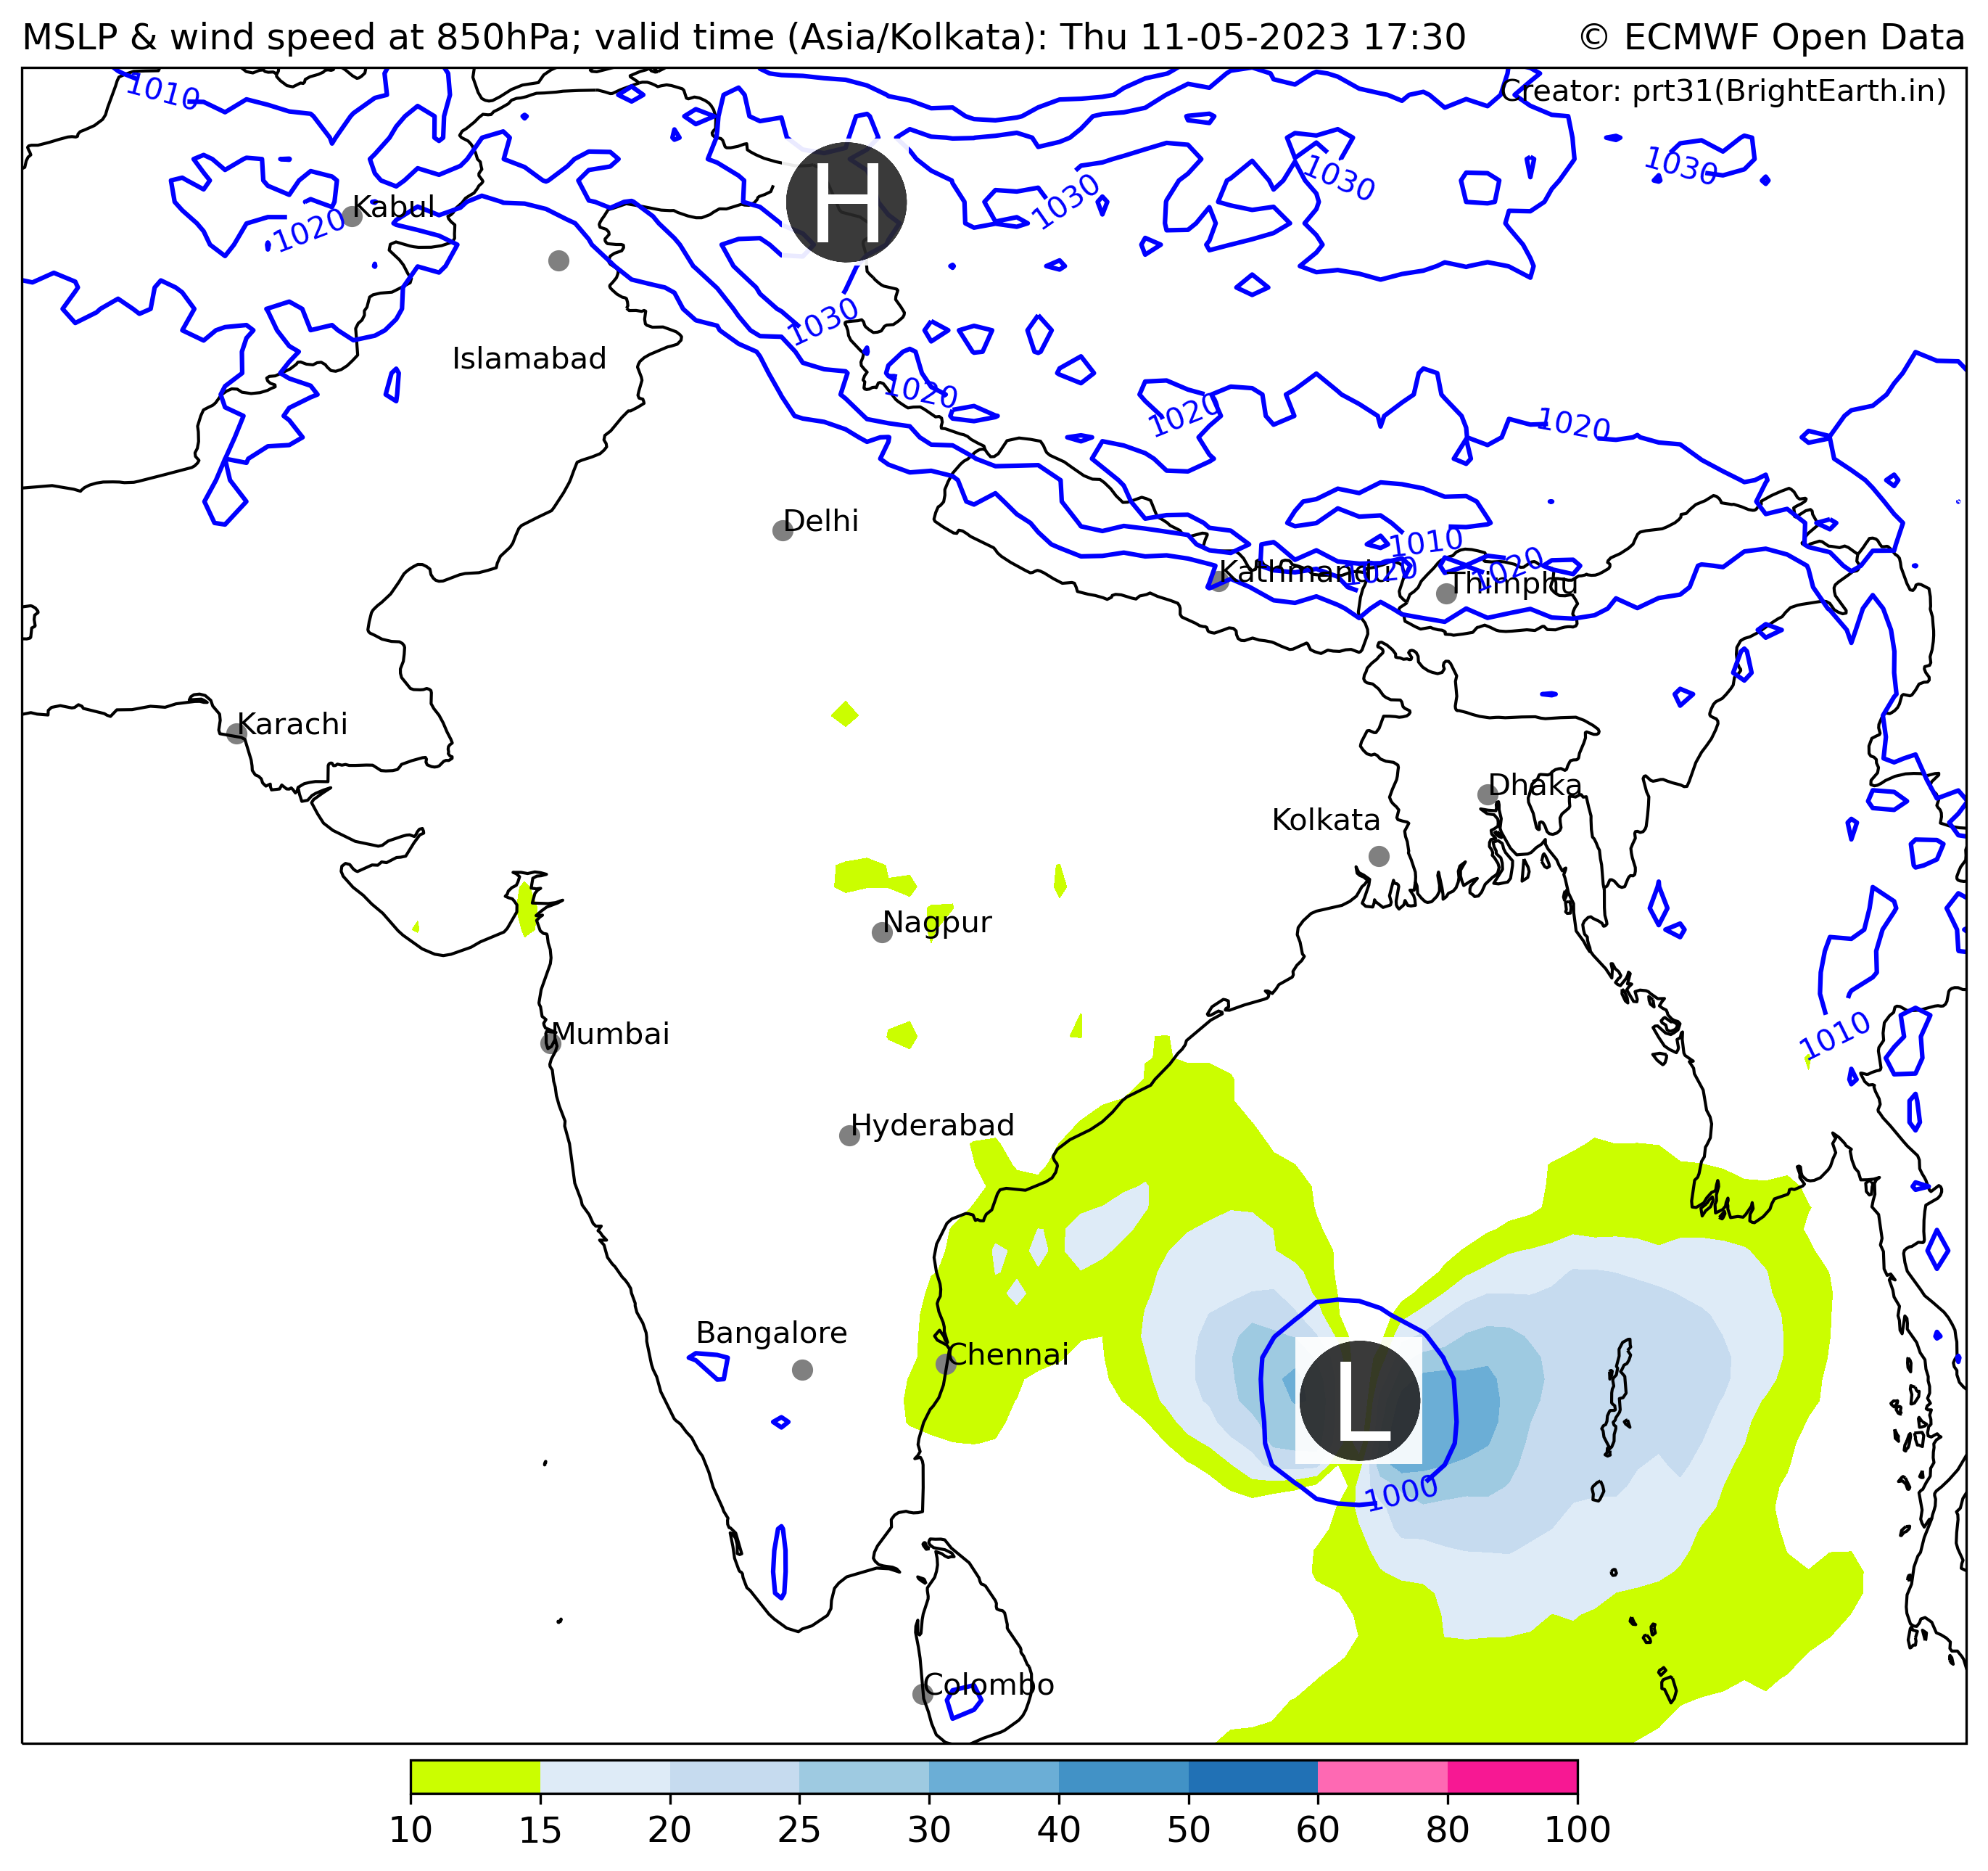 MSLP & wind speed at 850hPa; valid time (Asia/Kolkata): Thu 11-05-2023 17:30
© ECMWF Open Data
Creator: prt31(BrightEarth.in)
1010
1030
1030
1030
H
Kabul
1020
1030
Islamabad
1020
1020
1020
Delhi
1010
Kathmandu
1020
1020
Thimphu
Karachi
Dhaka
Kolkata
Nagpur
Mumbai
1010
Hyderabad
Bangalore
Chennai
L
1000
Colombo
10 15 20 25 30 40 50 60 80 100